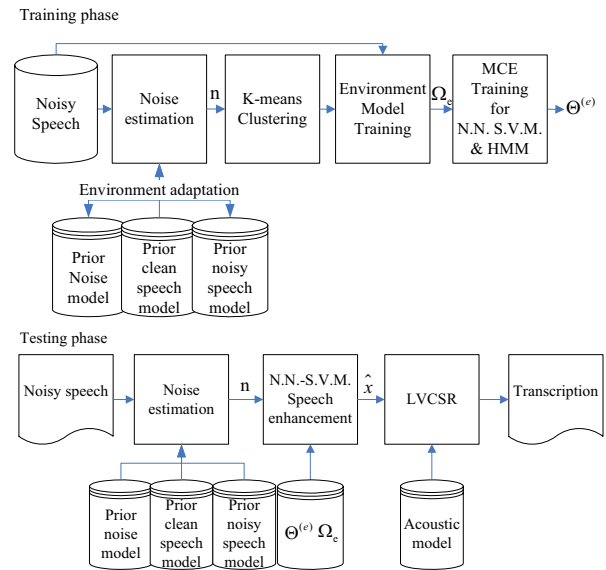 Training phase
Noisy
Speech
Noise
estimation
n
K-means
Clustering
Environment
Model
Training
Ωe
MCE
Training
for
N.N. S.V.M.
& HMM
Θ(e)
Environment adaptation
Prior
Noise
model
Prior
clean
speech
model
Prior
noisy
speech
model
Testing phase
Noisy speech
Noise
estimation
n
N.N.-S.V.M.
Speech
enhancement
x̂
LVCSR
Transcription
Prior
noise
model
Prior
clean
speech
model
Prior
noisy
speech
model
Θ(e) Ωe
Acoustic
model